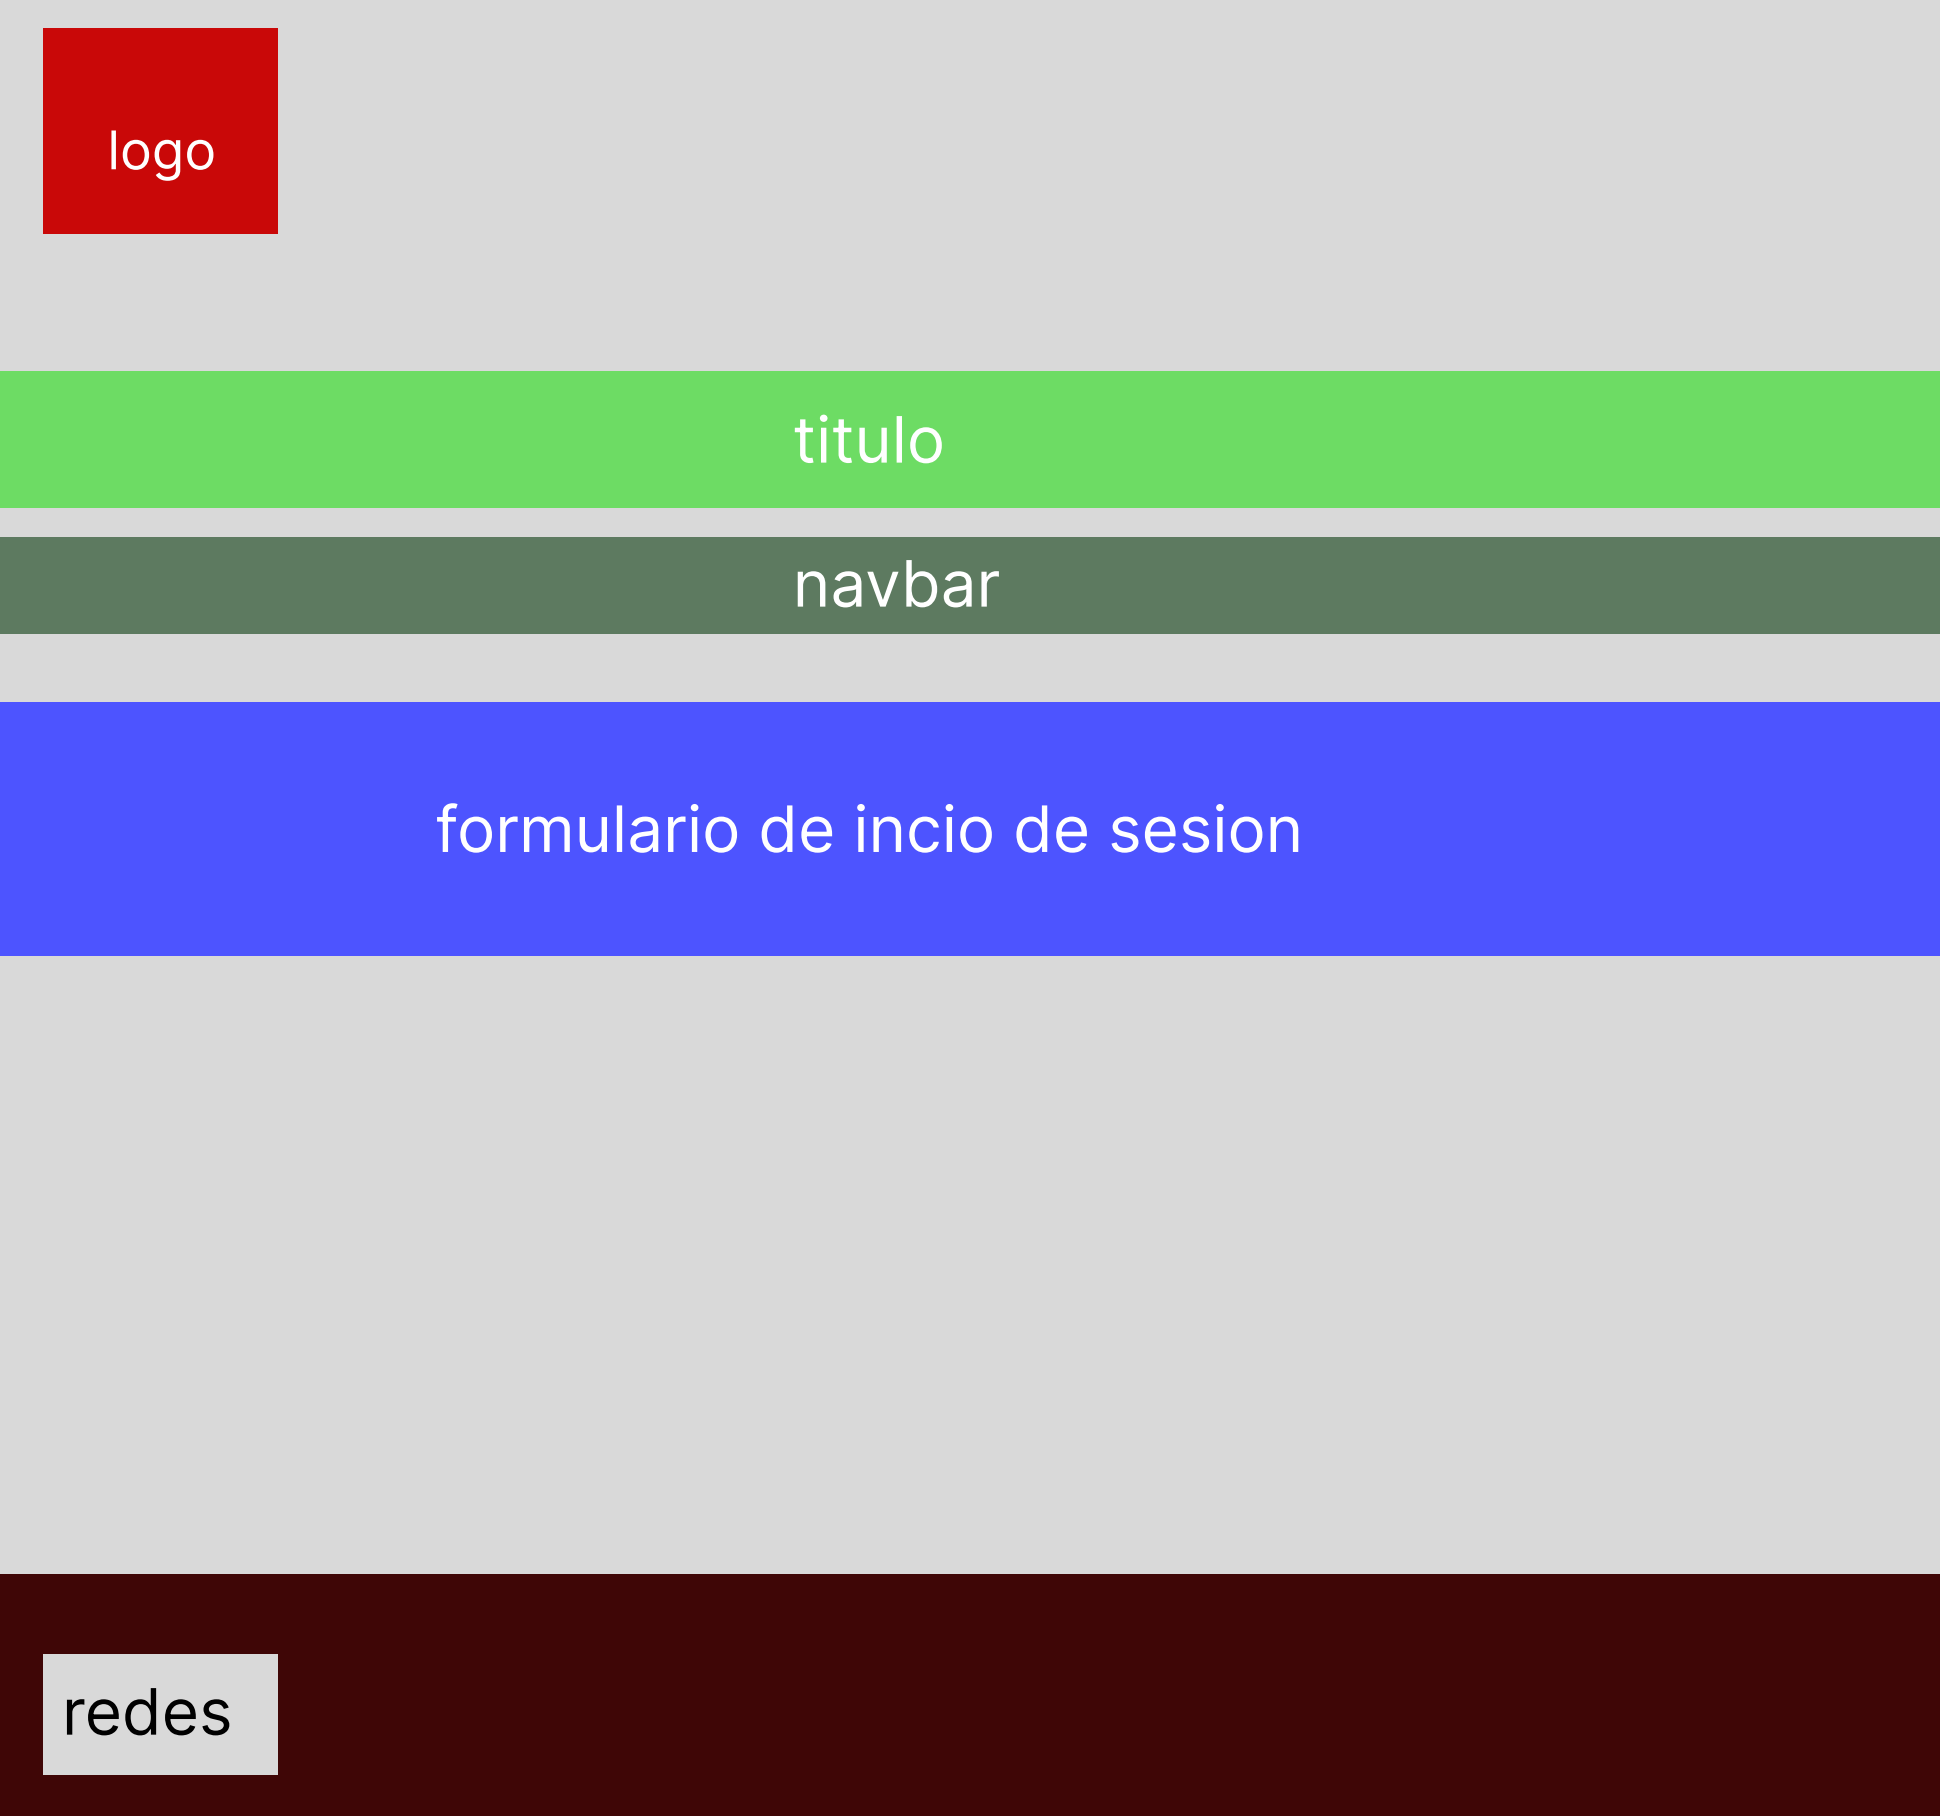 logo
titulo
navbar
formulario de incio de sesion
redes